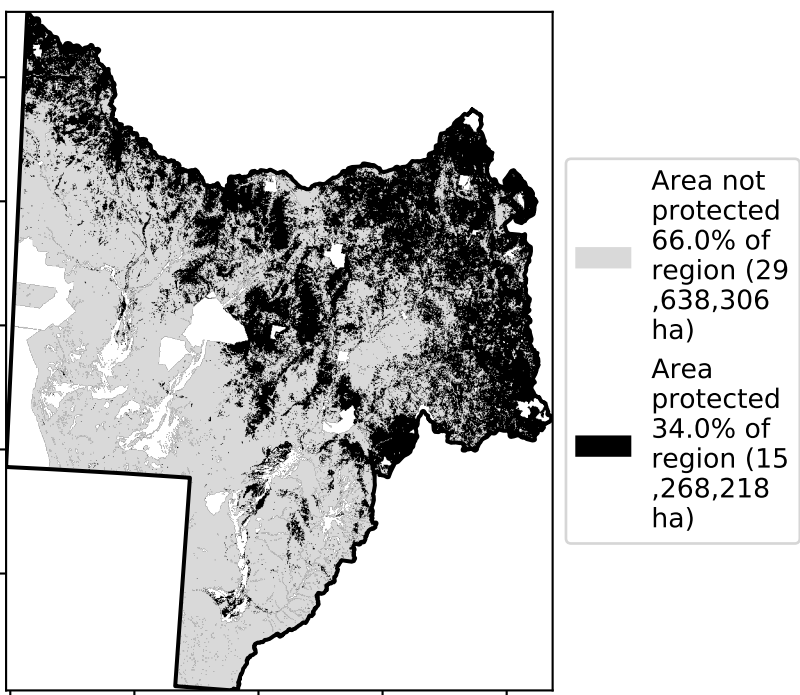 Area not
protected
66.0% of
region (29
,638,306
ha)
Area
protected
34.0% of
region (15
,268,218
ha)